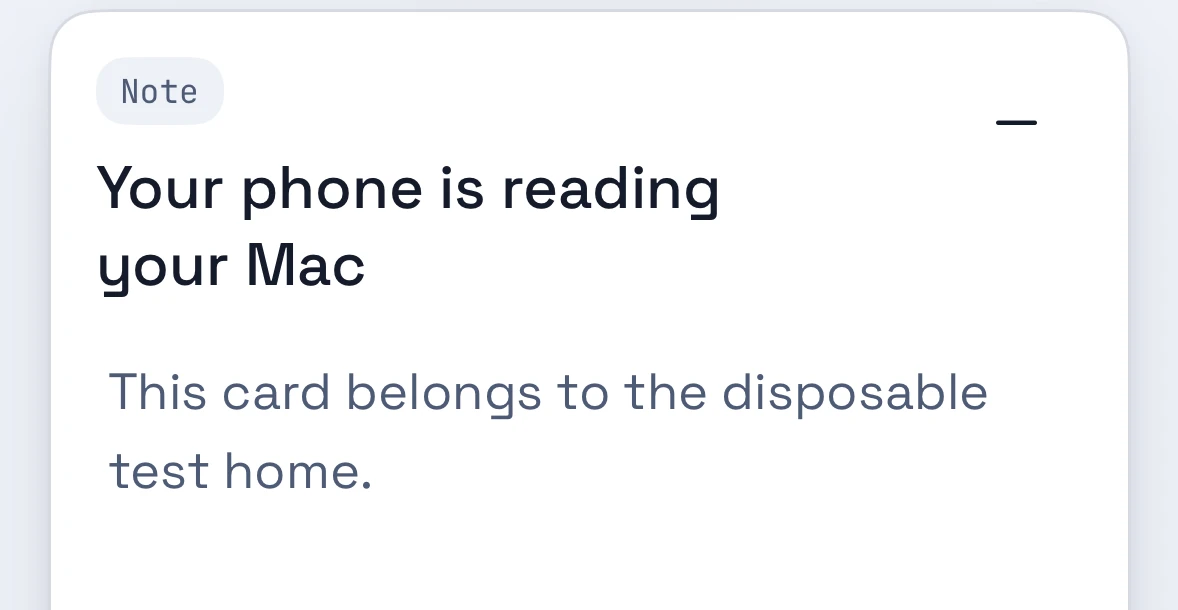 Note
Your phone is reading
your Mac
This card belongs to the disposable
test home.